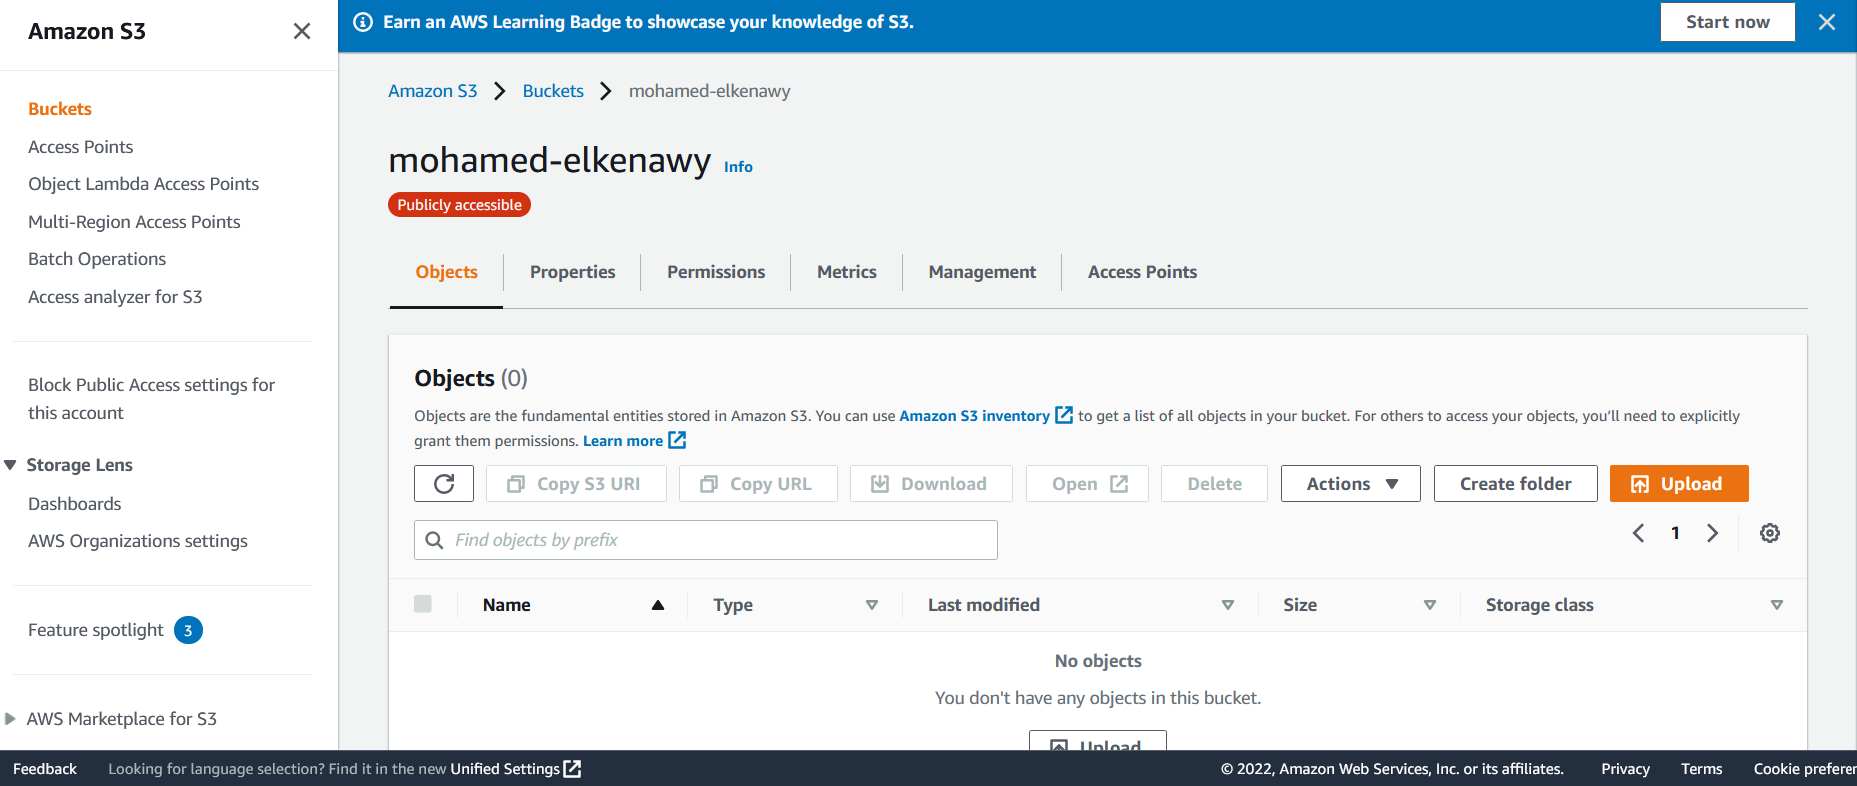 Amazon S3
Buckets
Access Points
Object Lambda Access Points
Multi-Region Access Points
Batch Operations
Access analyzer for S3
Block Public Access settings for
this account
Storage Lens
Dashboards
AWS Organizations settings
Feature spotlight 3
AWS Marketplace for S3
Earn an AWS Learning Badge to showcase your knowledge of S3.
Start now
Amazon S3 Buckets mohamed-elkenawy
mohamed-elkenawy Info
Publicly accessible
Objects Properties Permissions Metrics Management Access Points
Objects (0)
Objects are the fundamental entities stored in Amazon S3. You can use Amazon S3 inventory to get a list of all objects in your bucket. For others to access your objects, you'll need to explicitly
grant them permissions. Learn more
Copy S3 URI Copy URL Download Open Delete Actions Create folder Upload
Find objects by prefix
1
Name Type Last modified Size Storage class
No objects
You don't have any objects in this bucket.
Upload
Feedback Looking for language selection? Find it in the new Unified Settings © 2022, Amazon Web Services, Inc. or its affiliates. Privacy Terms Cookie preferer